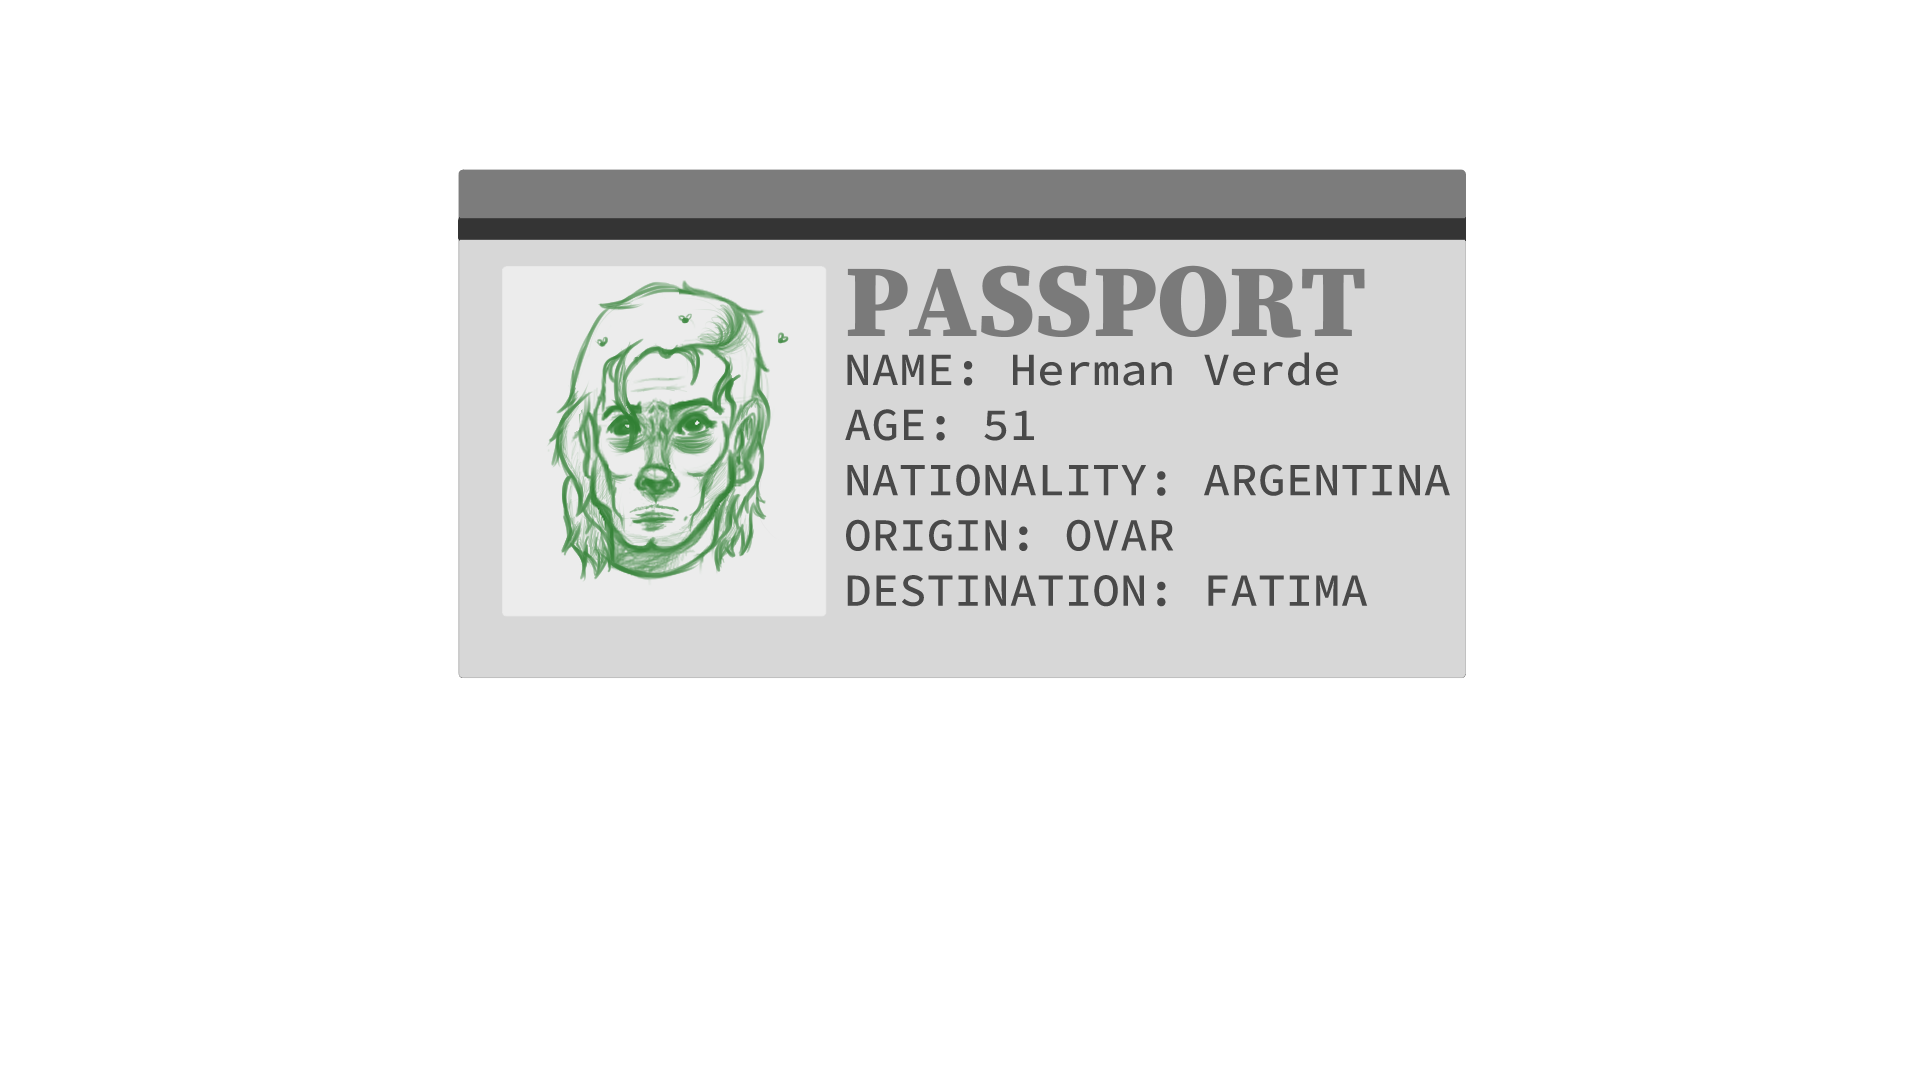 PASSPORT
NAME: Herman Verde
AGE: 51
NATIONALITY: ARGENTINA
ORIGIN: OVAR
DESTINATION: FATIMA